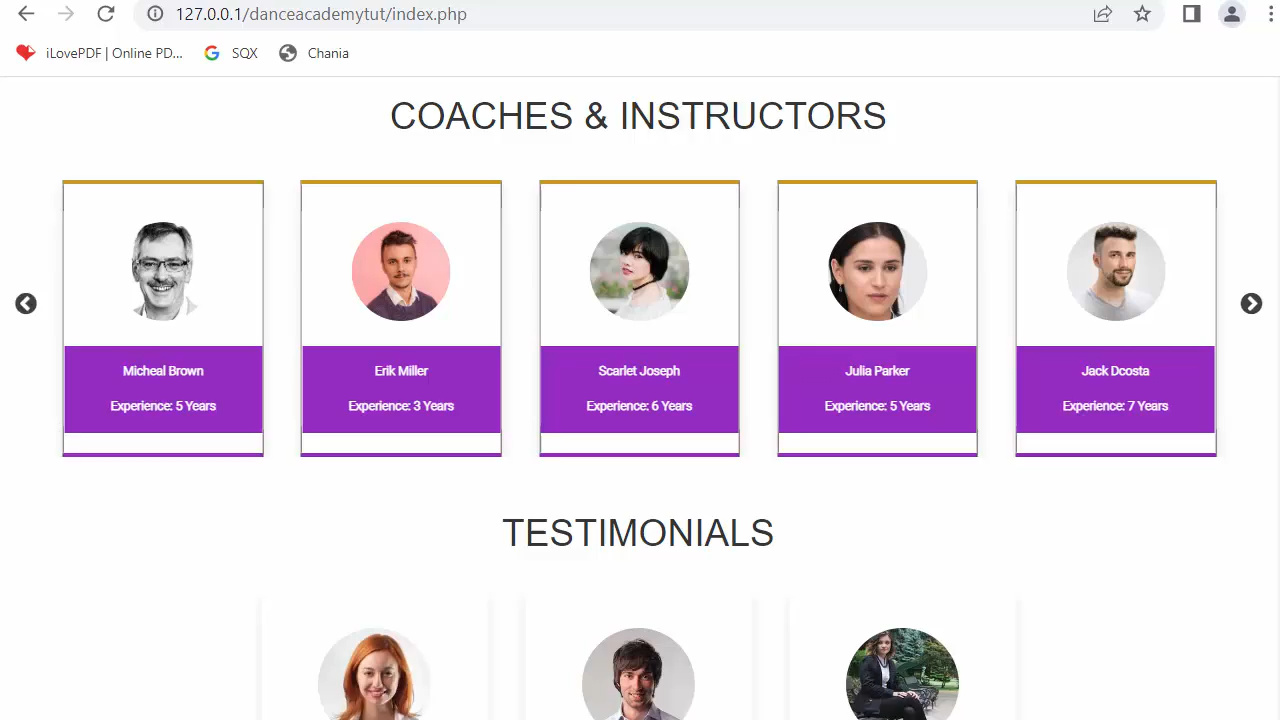 127.0.0.1/danceacademytut/index.php
iLovePDF | Online PD... SQX Chania
COACHES & INSTRUCTORS
Micheal Brown
Experience: 5 Years
Erik Miller
Experience: 3 Years
Scarlet Joseph
Experience: 6 Years
Julia Parker
Experience: 5 Years
Jack Dcosta
Experience: 7 Years
TESTIMONIALS